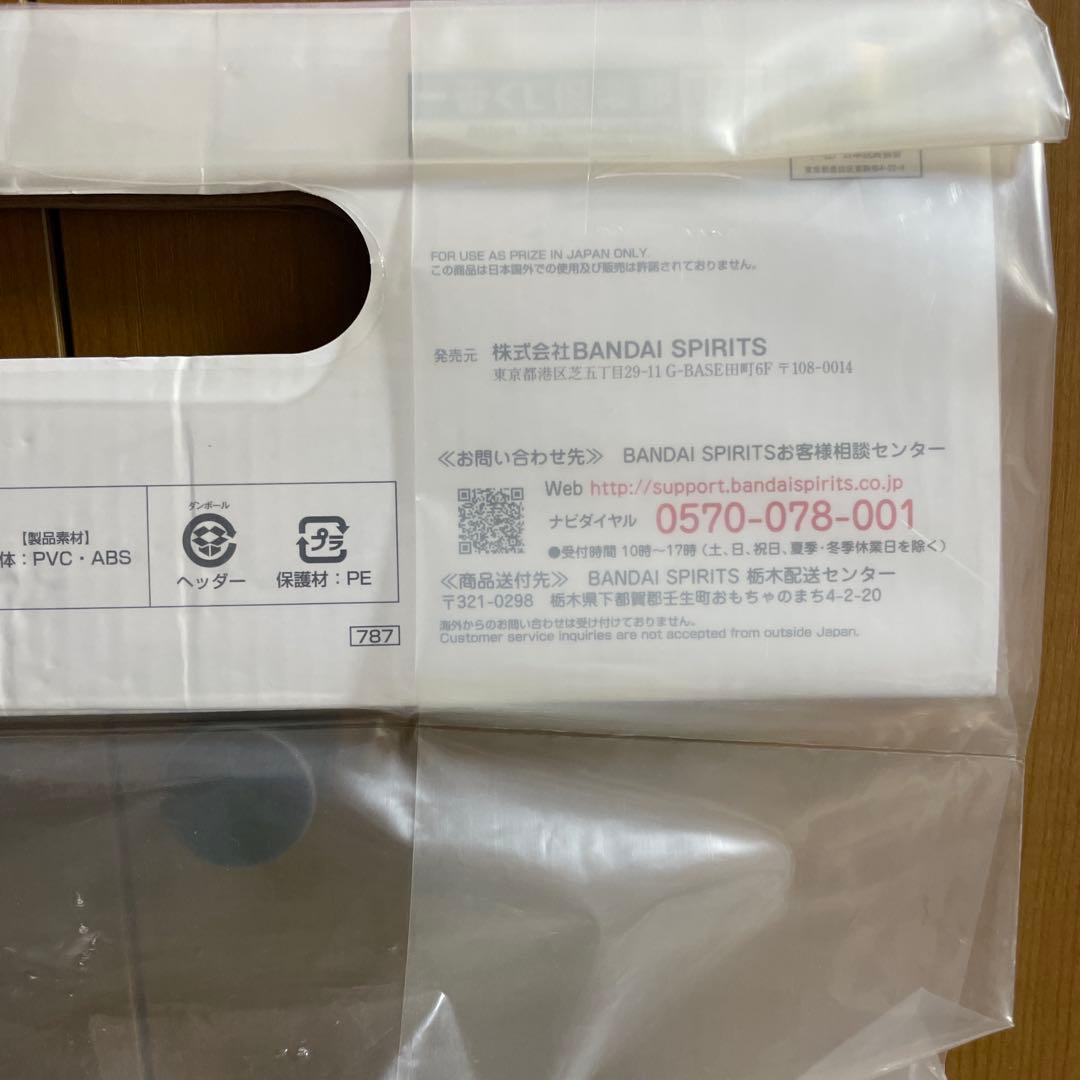 FOR USE AS PRIZE IN JAPAN ONLY.
この商品は日本国外での使用及び販売は許諾されておりません。
発売元 株式会社BANDAI SPIRITS
東京都港区芝五丁目29-11 G-BASE田町6F 〒108-0014
≪お問い合わせ先≫ BANDAI SPIRITSお客様相談センター
Web http://support.bandaispirits.co.jp
ナビダイヤル 0570-078-001
●受付時間 10時～17時（土、日、祝日、夏季・冬季休業日を除く）
≪商品送付先≫ BANDAI SPIRITS 栃木配送センター
〒321-0298 栃木県下都賀郡壬生町おもちゃのまち4-2-20
海外からのお問い合わせは受け付けておりません。
Customer service inquiries are not accepted from outside Japan.
【製品素材】
体：PVC・ABS
ダンボール
ヘッダー
プラ
保護材：PE
787